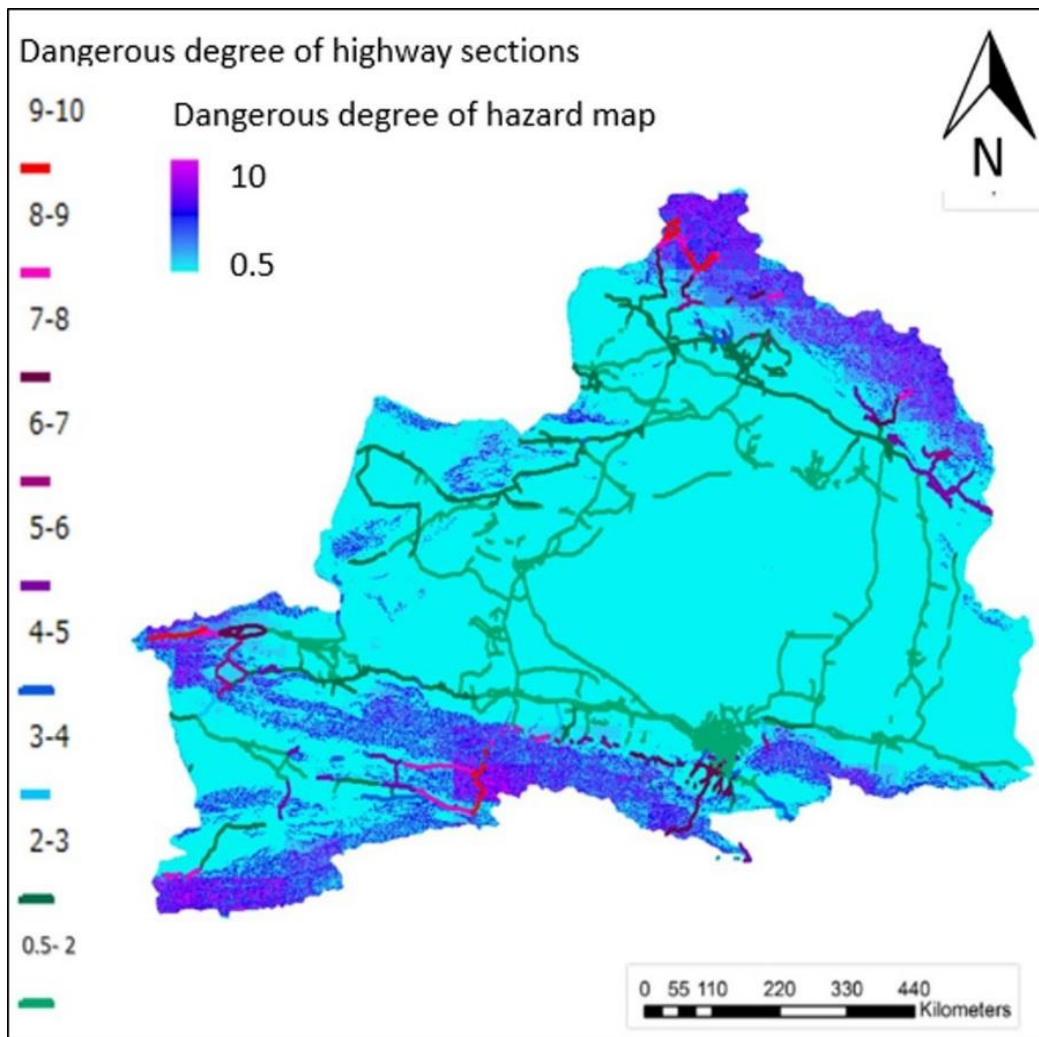 Dangerous degree of highway sections
9-10
Dangerous degree of hazard map
10
0.5
8-9
7-8
6-7
5-6
4-5
3-4
2-3
0.5- 2
N
0 55 110 220 330 440
Kilometers